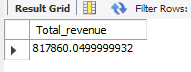 Result Grid Filter Rows:
Total_revenue
817860.0499999932